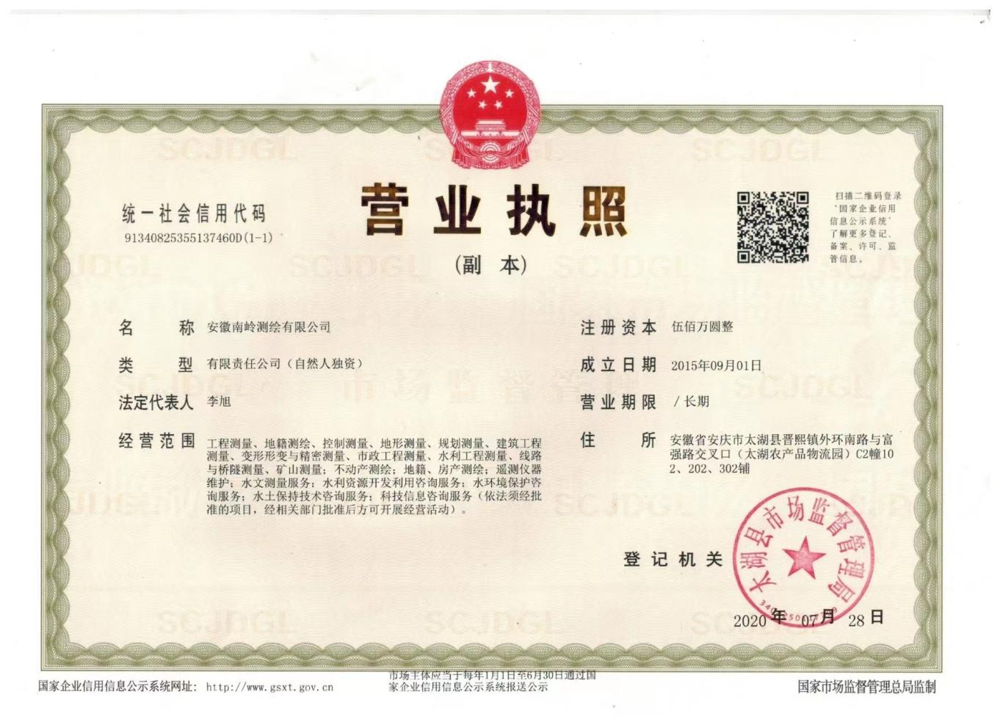 营业执照
(副 本)
统一社会信用代码
91340825355137460D(1-1)
扫描二维码登录
“国家企业信用
信息公示系统”
了解更多登记、
备案、许可、监
管信息。
名 称 安徽南岭测绘有限公司
类 型 有限责任公司（自然人独资）
法定代表人 李旭
经营范围 工程测量、地籍测绘、控制测量、地形测量、规划测量、建筑工程
测量、变形形变与精密测量、市政工程测量、水利工程测量、线路
与桥隧测量、矿山测量；不动产测绘；地籍、房产测绘；遥测仪器
维护；水文测量服务；水利资源开发利用咨询服务；水环境保护咨
询服务；水土保持技术咨询服务；科技信息咨询服务（依法须经批
准的项目，经相关部门批准后方可开展经营活动）。
注册资本 伍佰万圆整
成立日期 2015年09月01日
营业期限 / 长期
住 所 安徽省安庆市太湖县晋熙镇外环南路与富
强路交叉口（太湖农产品物流园）C2幢10
2、202、302铺
登记机关
太湖县市场监督管理局
2020 年 07 月 28 日
国家企业信用信息公示系统网址： http://www.gsxt.gov.cn
市场主体应当于每年1月1日至6月30日通过国
家企业信用信息公示系统报送公示
国家市场监督管理总局监制